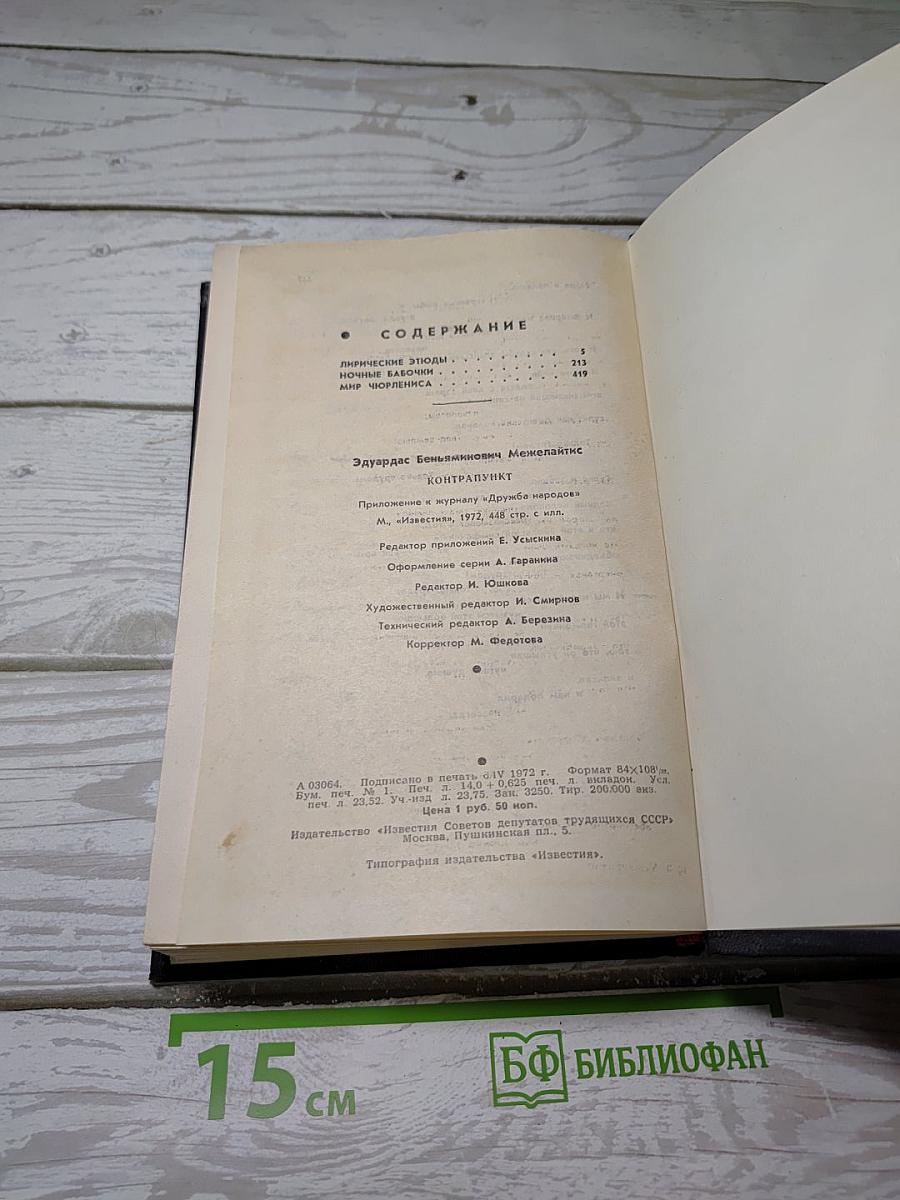 СОДЕРЖАНИЕ
ЛИРИЧЕСКИЕ ЭТЮДЫ . . . . . . . . . . 5
НОЧНЫЕ БАБОЧКИ . . . . . . . . . . . 213
МИР ЧЮРЛЕНИСА . . . . . . . . . . . 419
Эдуардас Беньяминович Межелайтис
КОНТРАПУНКТ
Приложение к журналу «Дружба народов»
М., «Известия», 1972, 448 стр. с илл.
Редактор приложений Е. Усыскина
Оформление серии А. Гаранина
Редактор И. Юшкова
Художественный редактор И. Смирнов
Технический редактор А. Березина
Корректор М. Федотова
А 03064. Подписано в печать IV 1972 г. Формат 84×108
Бум. печ. № 1. Печ. л. 14,0 + 0,625 печ. л. вкладок. Усл.
печ. л. 23,52. Уч.-изд л. 23,75. Зак. 3250. Тир. 200.000 экз.
Цена 1 руб. 50 коп.
Издательство «Известия Советов депутатов трудящихся СССР»
Москва, Пушкинская пл., 5.
Типография издательства «Известия».
15 СМ
БФ БИБЛИОФАН